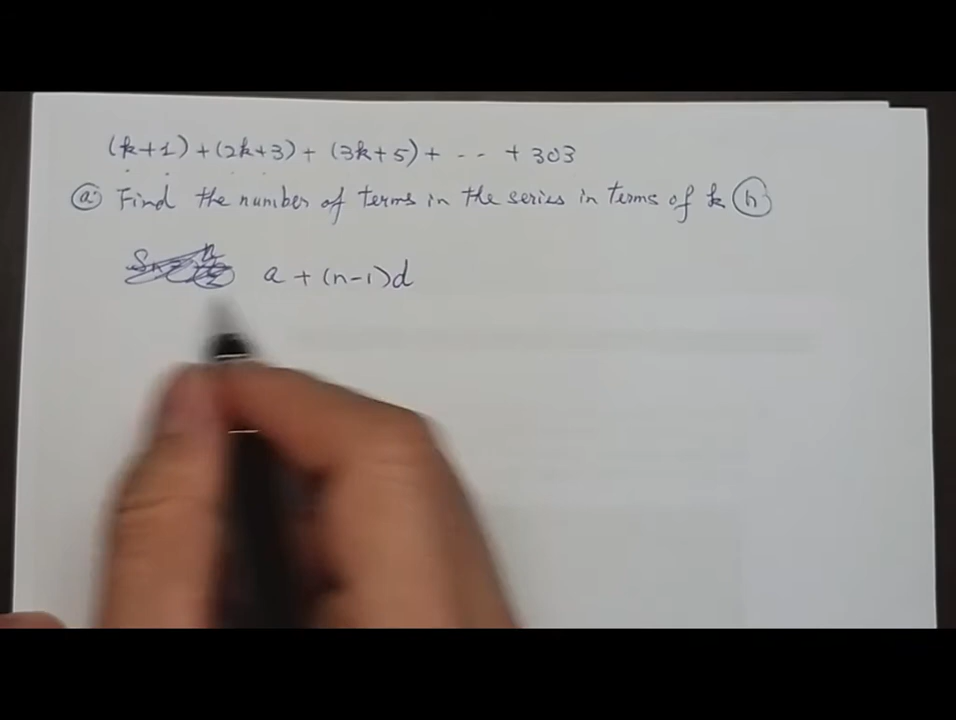 (k+1) + (2k+3) + (3k+5) + -- + 303
(a) Find the number of terms in the series in terms of k (n)
a + (n-1)d